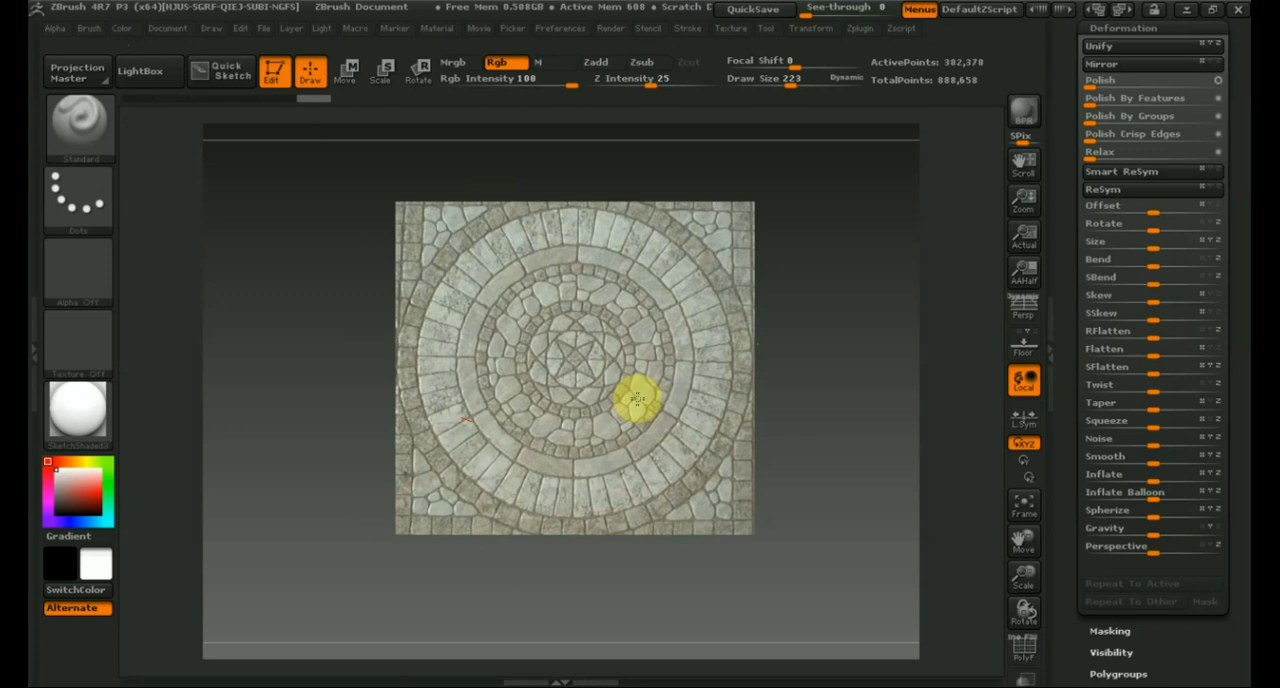 ZBrush 4R7 P3 (x64)[HJUS-SGRF-QIEJ-SUBI-NGFS] ZBrush Document • Free Mem 0.508GB • Active Mem 608 • Scratch D QuickSave See-through 0 Menus DefaultZScript
Alpha Brush Color Document Draw Edit File Layer Light Macro Marker Material Movie Picker Preferences Render Stencil Stroke Texture Tool Transform Zplugin Zscript
Projection Master
LightBox
Quick Sketch
Edit
Draw
Move
Scale
Rotate
Mrgb Rgb M Zadd Zsub Zcut
Rgb Intensity 100 Z Intensity 25
Focal Shift 0
Draw Size 223 Dynamic
ActivePoints: 382,378
TotalPoints: 888,658
Standard
Dots
Alpha Off
Texture Off
SketchShaded3
Gradient
SwitchColor
Alternate
BPR
SPix
Scroll
Zoom
Actual
AAHalf
Dynamic
Persp
Floor
Local
L.Sym
XYZ
Frame
Move
Scale
Rotate
PolyF
Deformation
Unify
Mirror
Polish
Polish By Features
Polish By Groups
Polish Crisp Edges
Relax
Smart ReSym
ReSym
Offset
Rotate
Size
Bend
SBend
Skew
SSkew
RFlatten
Flatten
SFlatten
Twist
Taper
Squeeze
Noise
Smooth
Inflate
Inflate Balloon
Spherize
Gravity
Perspective
Repeat To Active
Repeat To Other Mask
Masking
Visibility
Polygroups